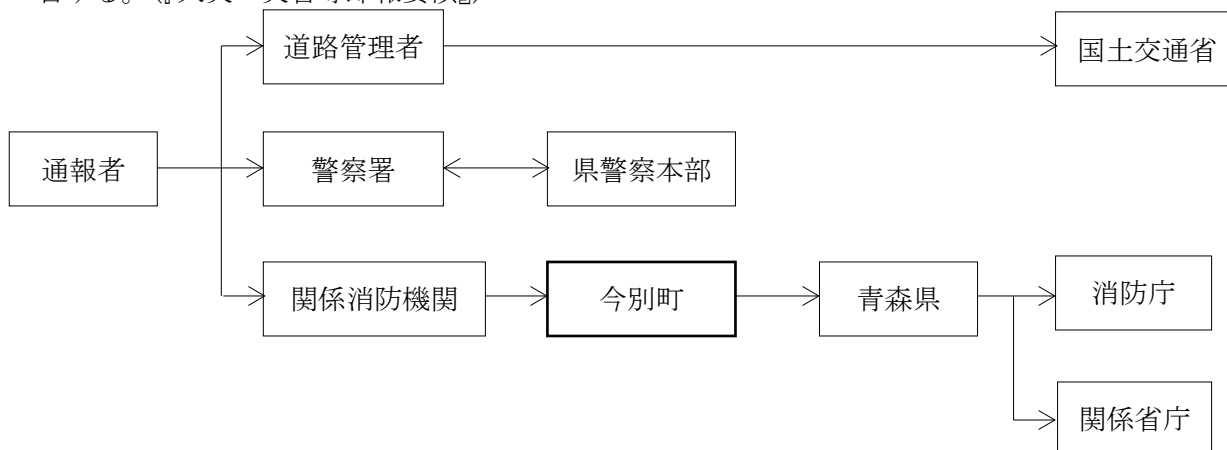 道路管理者
国土交通省
通報者
警察署
県警察本部
関係消防機関
今別町
青森県
消防庁
関係省庁